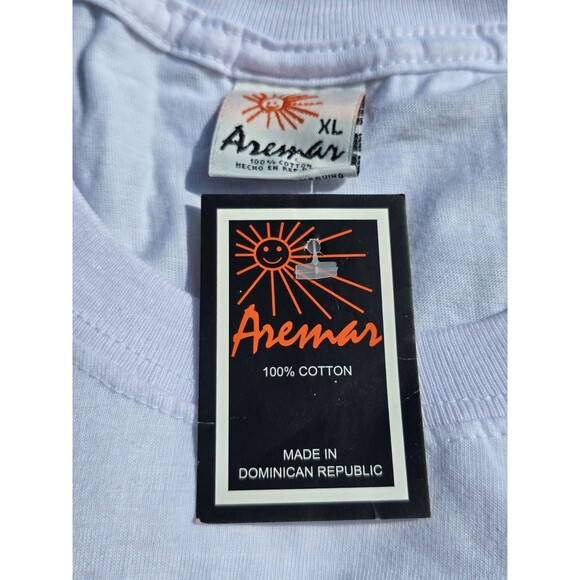 XL
Aremar
100% COTTON
HECHO EN REP.
Aremar
100% COTTON
MADE IN
DOMINICAN REPUBLIC